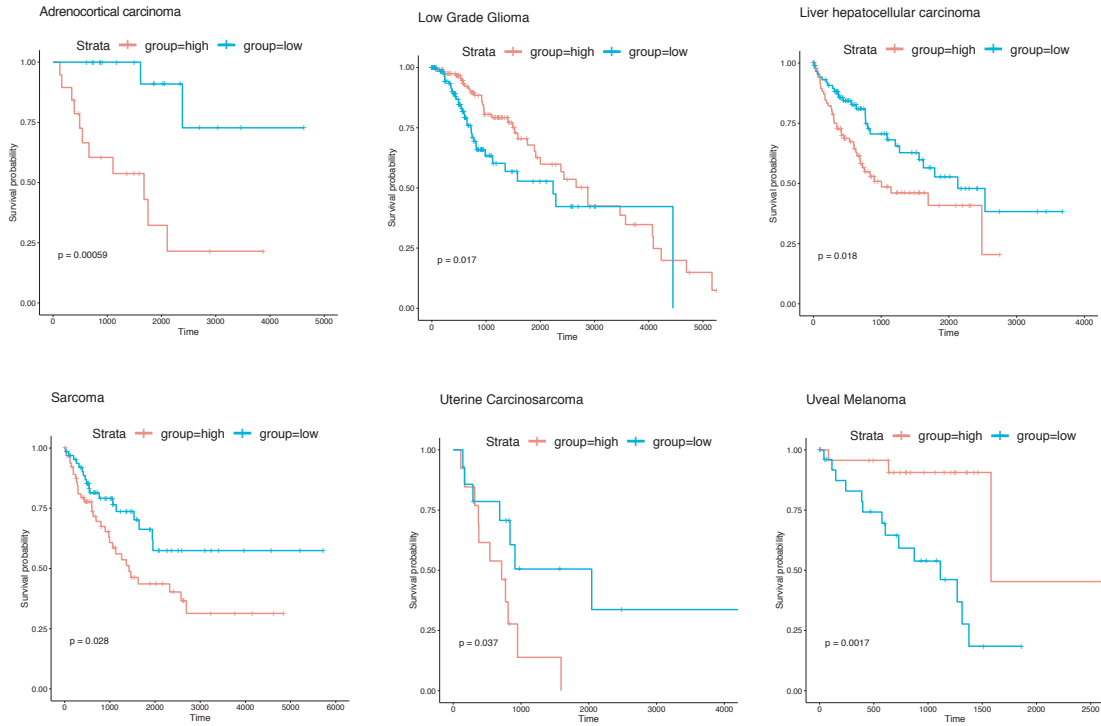 Adrenocortical carcinoma
Strata group=high group=low
Survival probability
1.00
0.75
0.50
0.25
0.00
p = 0.00059
0 1000 2000 3000 4000 5000
Time
Low Grade Glioma
Strata group=high group=low
Survival probability
1.00
0.75
0.50
0.25
0.00
p = 0.017
0 1000 2000 3000 4000 5000
Time
Liver hepatocellular carcinoma
Strata group=high group=low
Survival probability
1.00
0.75
0.50
0.25
0.00
p = 0.018
0 1000 2000 3000 4000
Time
Sarcoma
Strata group=high group=low
Survival probability
1.00
0.75
0.50
0.25
0.00
p = 0.028
0 1000 2000 3000 4000 5000 6000
Time
Uterine Carcinosarcoma
Strata group=high group=low
Survival probability
1.00
0.75
0.50
0.25
0.00
p = 0.037
0 1000 2000 3000 4000
Time
Uveal Melanoma
Strata group=high group=low
Survival probability
1.00
0.75
0.50
0.25
0.00
p = 0.0017
0 500 1000 1500 2000 2500
Time